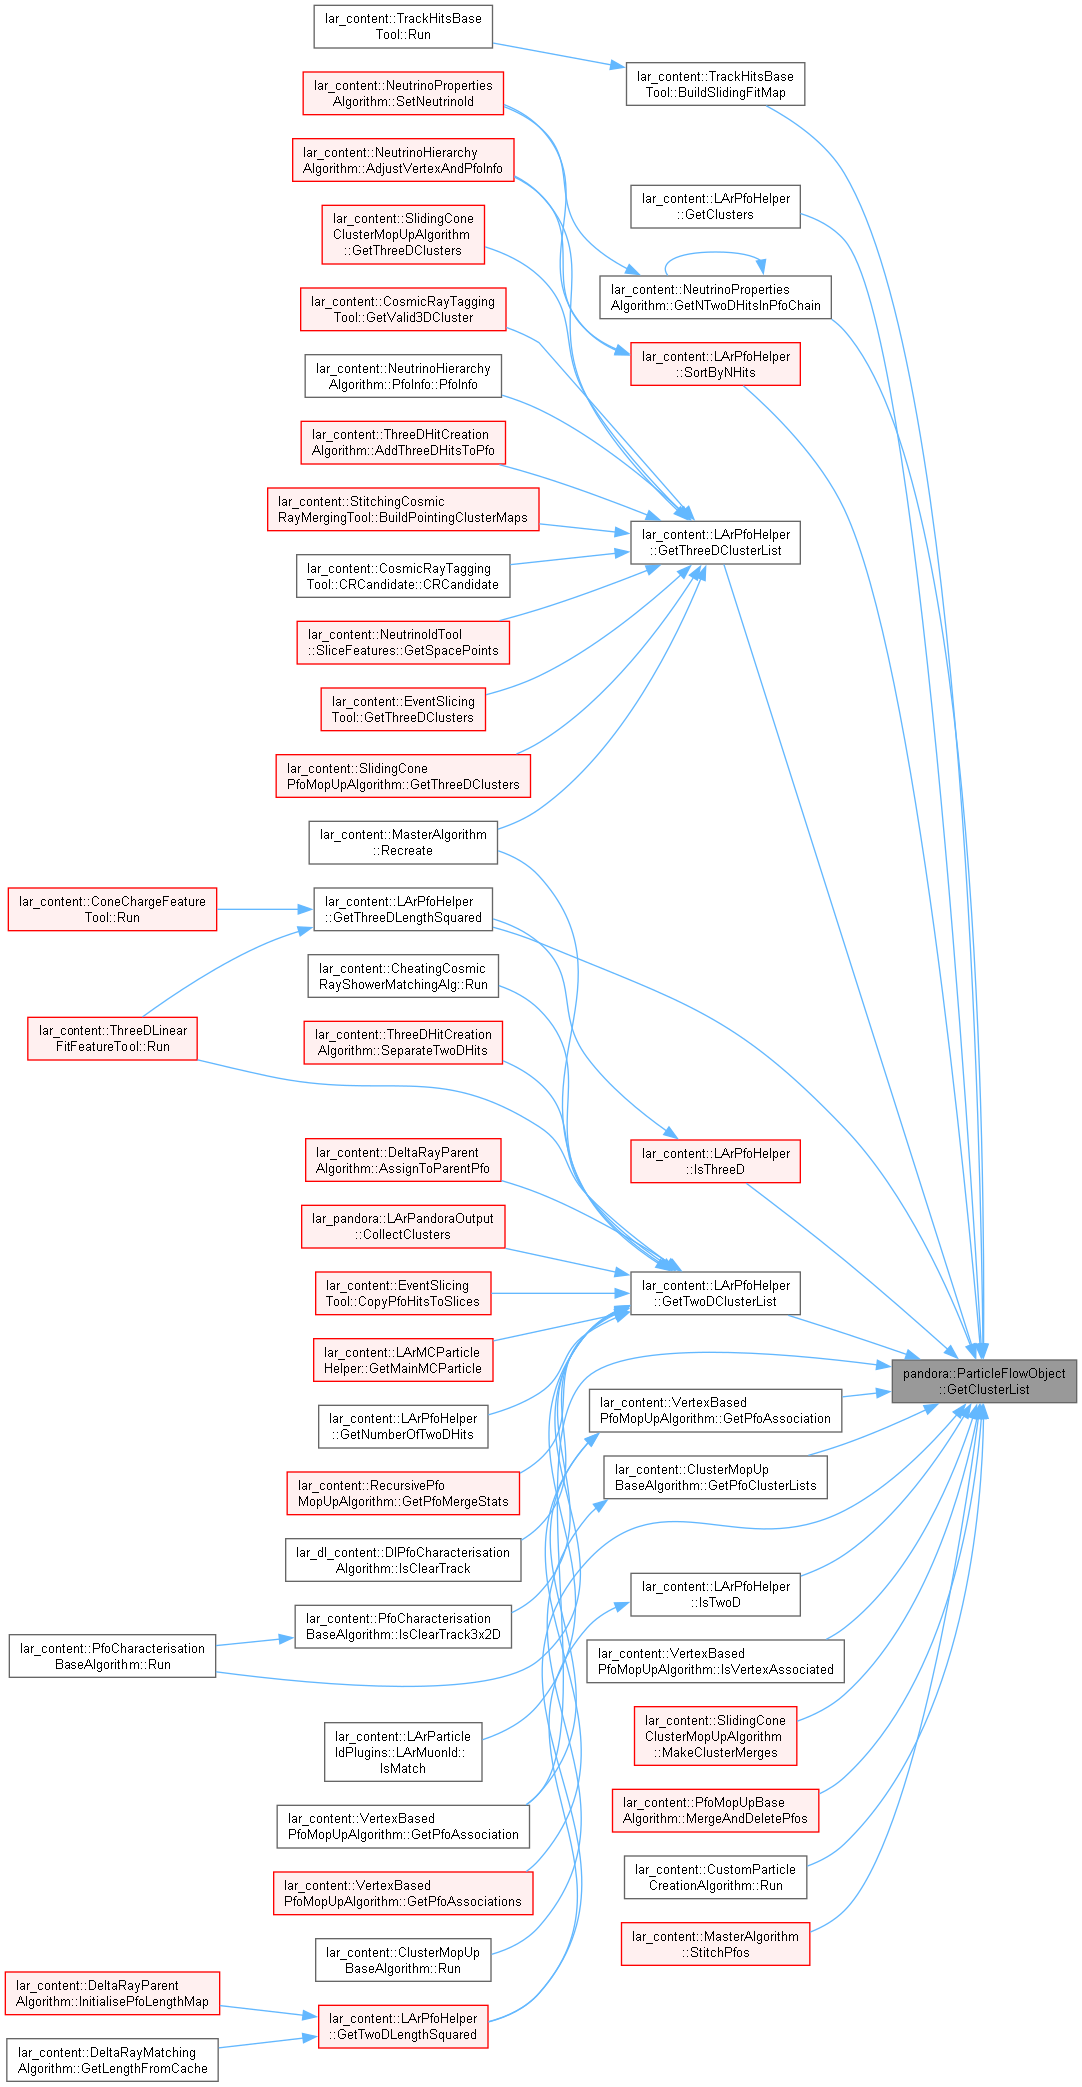 lar_content::TrackHitsBase
Tool::Run
lar_content::TrackHitsBase
Tool::BuildSlidingFitMap
lar_content::NeutrinoProperties
Algorithm::SetNeutrinoId
lar_content::NeutrinoHierarchy
Algorithm::AdjustVertexAndPfoInfo
lar_content::LArPfoHelper
::GetClusters
lar_content::SlidingCone
ClusterMopUpAlgorithm
::GetThreeDClusters
lar_content::NeutrinoProperties
Algorithm::GetNTwoDHitsInPfoChain
lar_content::CosmicRayTagging
Tool::GetValid3DCluster
lar_content::LArPfoHelper
::SortByNHits
lar_content::NeutrinoHierarchy
Algorithm::PfoInfo::PfoInfo
lar_content::ThreeDHitCreation
Algorithm::AddThreeDHitsToPfo
lar_content::StitchingCosmic
RayMergingTool::BuildPointingClusterMaps
lar_content::LArPfoHelper
::GetThreeDClusterList
lar_content::CosmicRayTagging
Tool::CRCandidate::CRCandidate
lar_content::NeutrinoIdTool
::SliceFeatures::GetSpacePoints
lar_content::EventSlicing
Tool::GetThreeDClusters
lar_content::SlidingCone
PfoMopUpAlgorithm::GetThreeDClusters
lar_content::MasterAlgorithm
::Recreate
lar_content::ConeChargeFeature
Tool::Run
lar_content::LArPfoHelper
::GetThreeDLengthSquared
lar_content::CheatingCosmic
RayShowerMatchingAlg::Run
lar_content::ThreeDLinear
FitFeatureTool::Run
lar_content::ThreeDHitCreation
Algorithm::SeparateTwoDHits
lar_content::DeltaRayParent
Algorithm::AssignToParentPfo
lar_content::LArPfoHelper
::IsThreeD
lar_pandora::LArPandoraOutput
::CollectClusters
lar_content::EventSlicing
Tool::CopyPfoHitsToSlices
lar_content::LArPfoHelper
::GetTwoDClusterList
lar_content::LArMCParticle
Helper::GetMainMCParticle
pandora::ParticleFlowObject
::GetClusterList
lar_content::LArPfoHelper
::GetNumberOfTwoDHits
lar_content::VertexBased
PfoMopUpAlgorithm::GetPfoAssociation
lar_content::RecursivePfo
MopUpAlgorithm::GetPfoMergeStats
lar_content::ClusterMopUp
BaseAlgorithm::GetPfoClusterLists
lar_dl_content::DlPfoCharacterisation
Algorithm::IsClearTrack
lar_content::LArPfoHelper
::IsTwoD
lar_content::PfoCharacterisation
BaseAlgorithm::IsClearTrack3x2D
lar_content::PfoCharacterisation
BaseAlgorithm::Run
lar_content::VertexBased
PfoMopUpAlgorithm::IsVertexAssociated
lar_content::LArParticle
IdPlugins::LArMuonId::
IsMatch
lar_content::SlidingCone
ClusterMopUpAlgorithm
::MakeClusterMerges
lar_content::VertexBased
PfoMopUpAlgorithm::GetPfoAssociation
lar_content::PfoMopUpBase
Algorithm::MergeAndDeletePfos
lar_content::VertexBased
PfoMopUpAlgorithm::GetPfoAssociations
lar_content::CustomParticle
CreationAlgorithm::Run
lar_content::ClusterMopUp
BaseAlgorithm::Run
lar_content::MasterAlgorithm
::StitchPfos
lar_content::DeltaRayParent
Algorithm::InitialisePfoLengthMap
lar_content::LArPfoHelper
::GetTwoDLengthSquared
lar_content::DeltaRayMatching
Algorithm::GetLengthFromCache